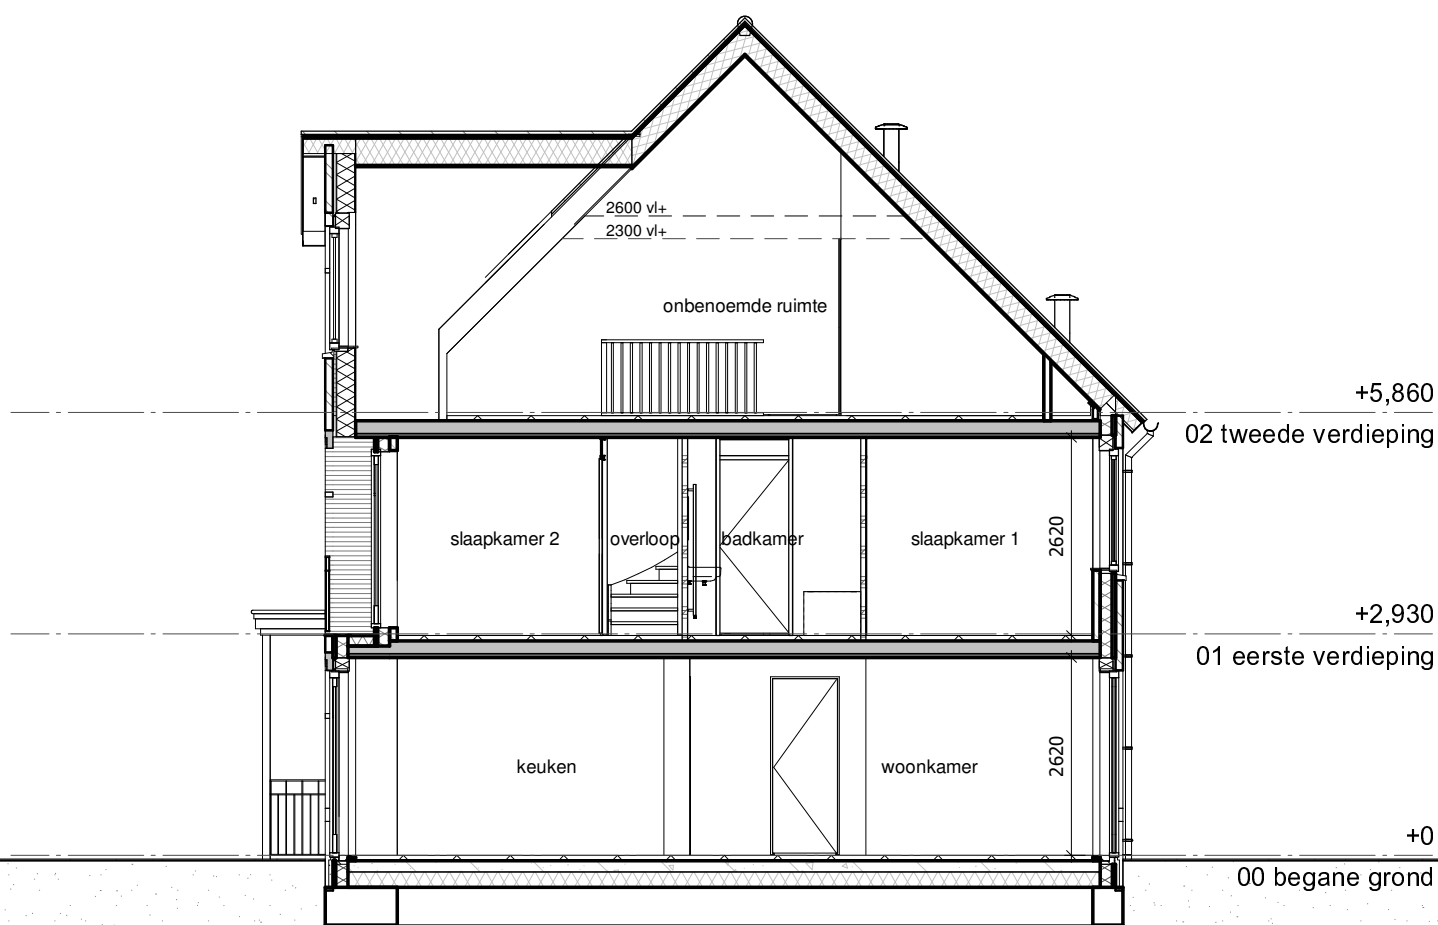 2600 vl+
2300 vl+
onbenoemde ruimte
+5,860
02 tweede verdieping
slaapkamer 2
overloop
badkamer
slaapkamer 1
2620
+2,930
01 eerste verdieping
keuken
woonkamer
2620
+0
00 begane grond